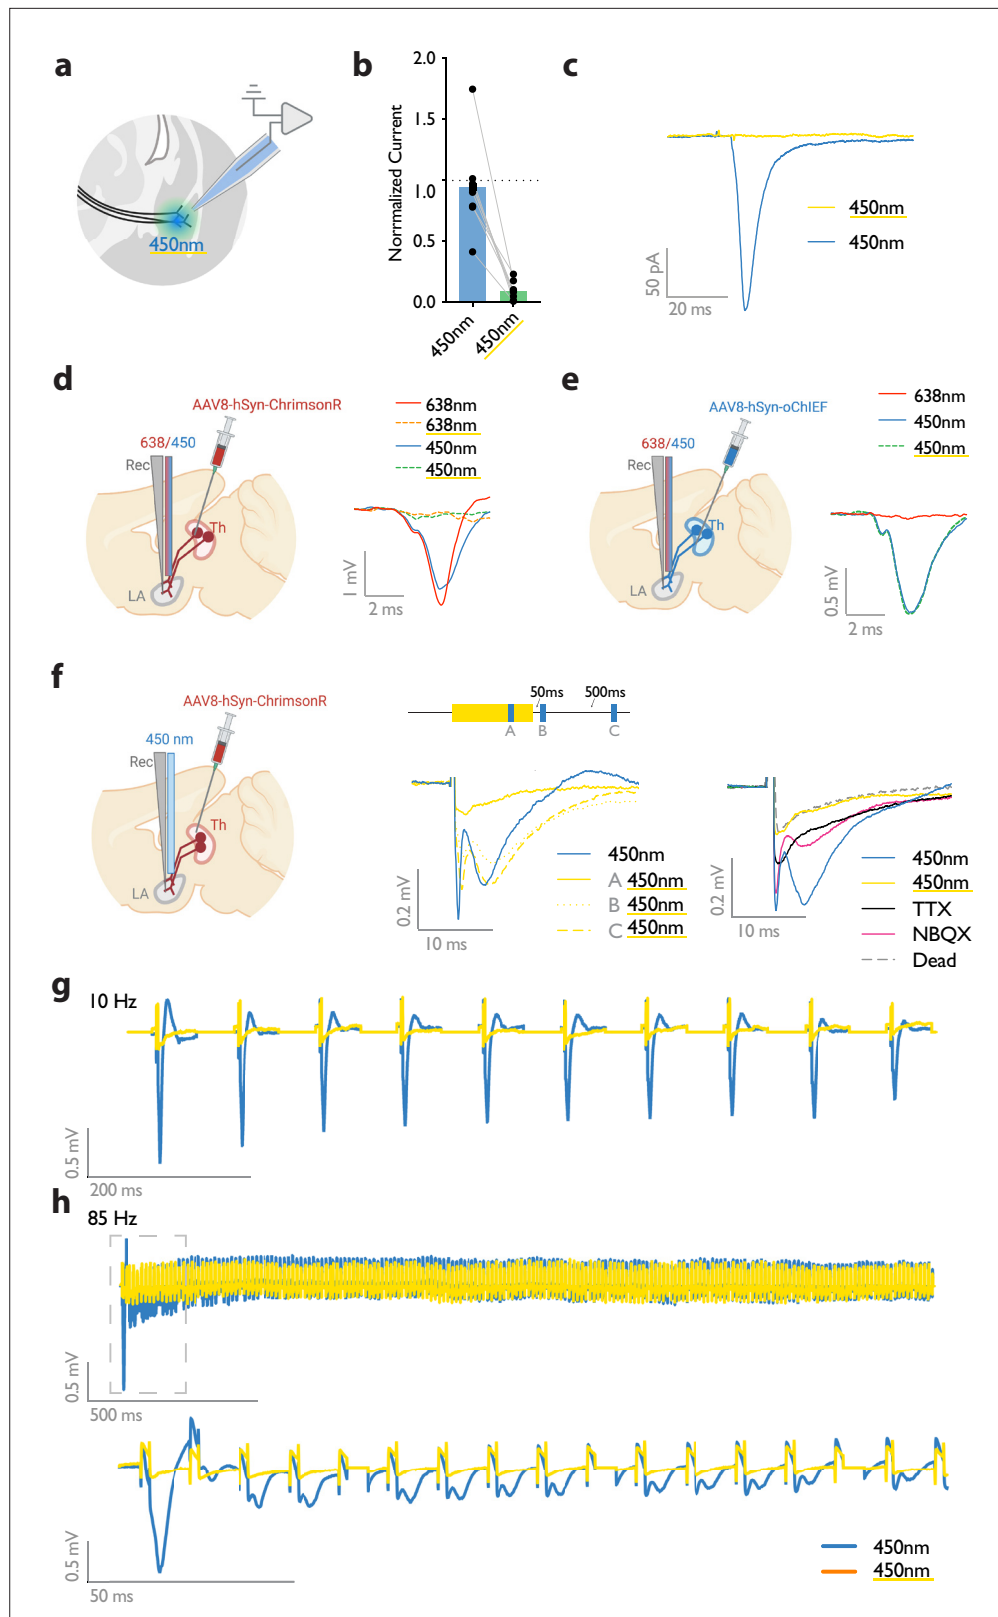 a
450nm
b
2.0
1.5
1.0
0.5
0.0
Norrmalized Current
450nm
450nm
c
450nm
450nm
50 pA
20 ms
d
AAV8-hSyn-ChrimsonR
638/450
Rec
Th
LA
638nm
638nm
450nm
450nm
1 mV
2 ms
e
AAV8-hSyn-oChIEF
638/450
Rec
Th
LA
638nm
450nm
450nm
0.5 mV
2 ms
f
AAV8-hSyn-ChrimsonR
450 nm
Rec
Th
LA
50ms
500ms
A
B
C
0.2 mV
10 ms
450nm
A 450nm
B 450nm
C 450nm
0.2 mV
10 ms
450nm
450nm
TTX
NBQX
Dead
g
10 Hz
0.5 mV
200 ms
h
85 Hz
0.5 mV
500 ms
0.5 mV
50 ms
450nm
450nm